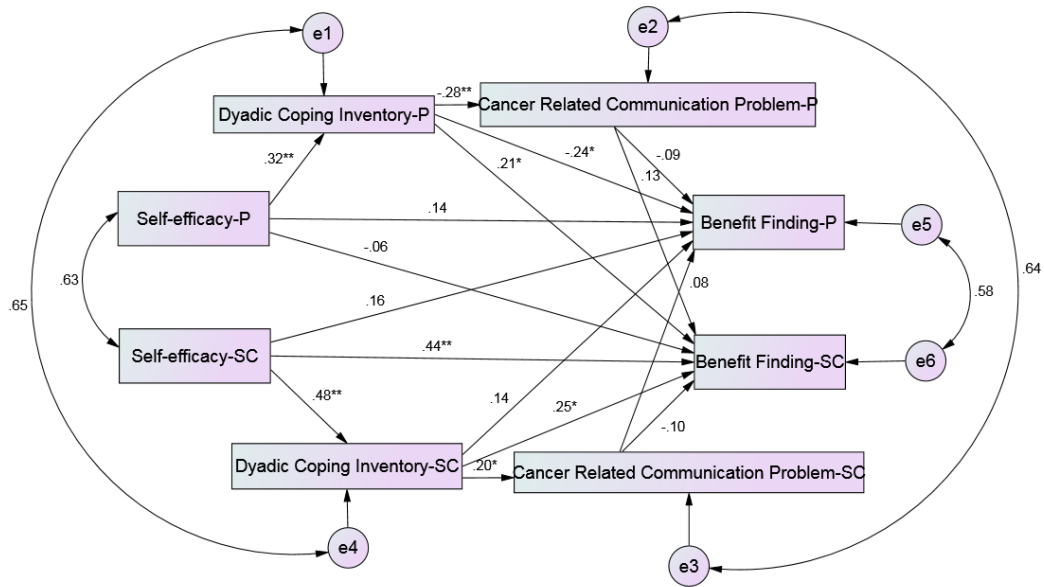 e1
e2
Cancer Related Communication Problem-P
-.28**
Dyadic Coping Inventory-P
-.24*
-.09
.21*
.13
.32**
Self-efficacy-P
.14
Benefit Finding-P
e5
-.06
.63
.64
.65
.08
.58
.16
Self-efficacy-SC
.44**
Benefit Finding-SC
e6
.48**
.14
.25*
-.10
Dyadic Coping Inventory-SC
.20*
Cancer Related Communication Problem-SC
e4
e3